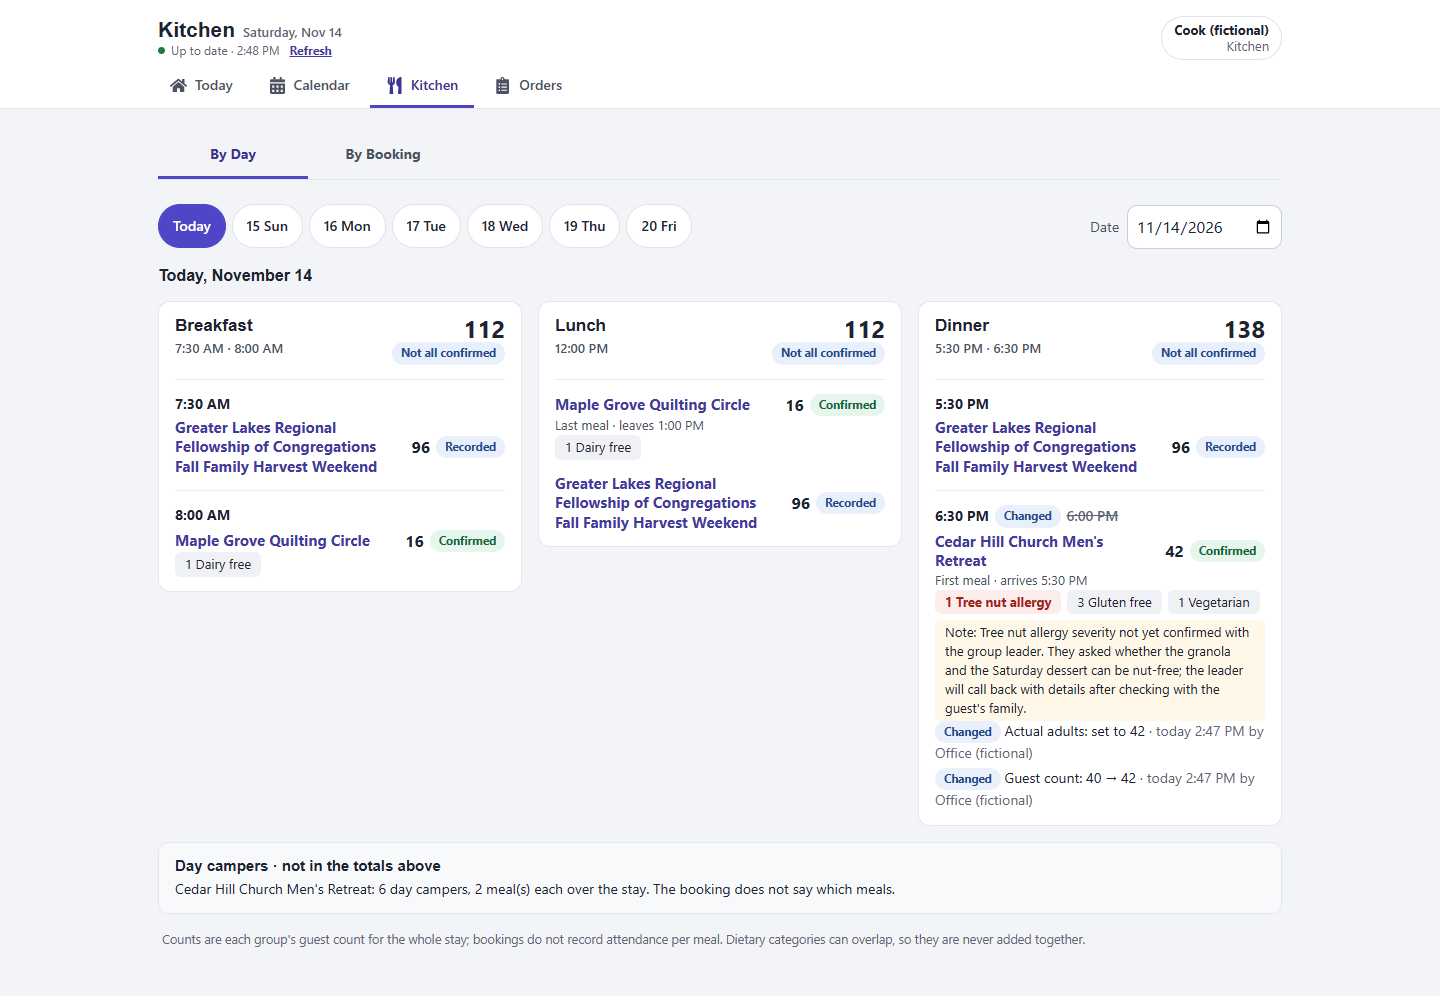 Kitchen Saturday, Nov 14
Up to date · 2:48 PM Refresh
Cook (fictional)
Kitchen
Today Calendar Kitchen Orders
By Day By Booking
Today 15 Sun 16 Mon 17 Tue 18 Wed 19 Thu 20 Fri
Date 11/14/2026
Today, November 14
Breakfast 112
7:30 AM · 8:00 AM Not all confirmed
7:30 AM
Greater Lakes Regional
Fellowship of Congregations 96 Recorded
Fall Family Harvest Weekend
8:00 AM
Maple Grove Quilting Circle 16 Confirmed
1 Dairy free
Lunch 112
12:00 PM Not all confirmed
Maple Grove Quilting Circle 16 Confirmed
Last meal · leaves 1:00 PM
1 Dairy free
Greater Lakes Regional
Fellowship of Congregations 96 Recorded
Fall Family Harvest Weekend
Dinner 138
5:30 PM · 6:30 PM Not all confirmed
5:30 PM
Greater Lakes Regional
Fellowship of Congregations 96 Recorded
Fall Family Harvest Weekend
6:30 PM Changed 6:00 PM
Cedar Hill Church Men's
Retreat 42 Confirmed
First meal · arrives 5:30 PM
1 Tree nut allergy 3 Gluten free 1 Vegetarian
Note: Tree nut allergy severity not yet confirmed with
the group leader. They asked whether the granola
and the Saturday dessert can be nut-free; the leader
will call back with details after checking with the
guest's family.
Changed Actual adults: set to 42 · today 2:47 PM by
Office (fictional)
Changed Guest count: 40 → 42 · today 2:47 PM by
Office (fictional)
Day campers · not in the totals above
Cedar Hill Church Men's Retreat: 6 day campers, 2 meal(s) each over the stay. The booking does not say which meals.
Counts are each group's guest count for the whole stay; bookings do not record attendance per meal. Dietary categories can overlap, so they are never added together.